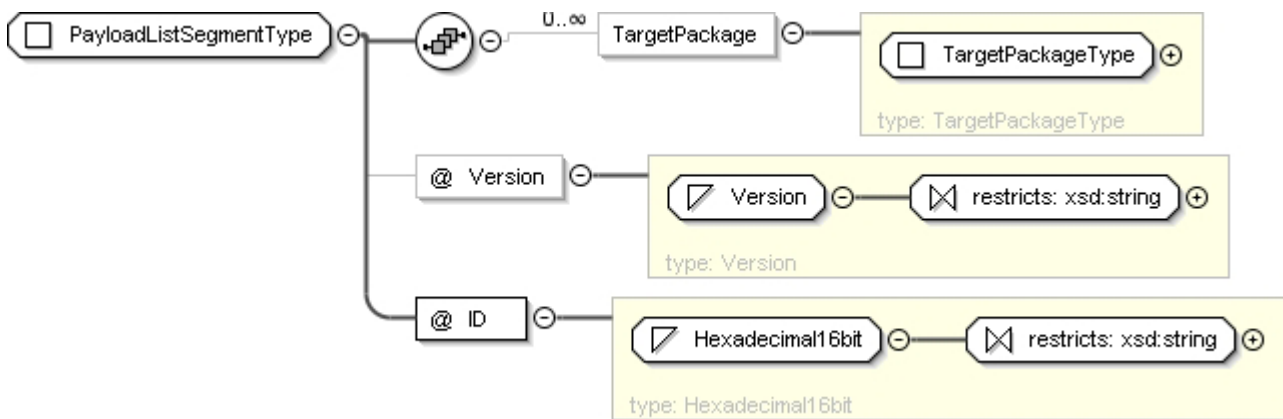 0..∞
PayloadListSegmentType
TargetPackage
TargetPackageType
type: TargetPackageType
@ Version
Version
restricts: xsd:string
type: Version
@ ID
Hexadecimal16bit
restricts: xsd:string
type: Hexadecimal16bit